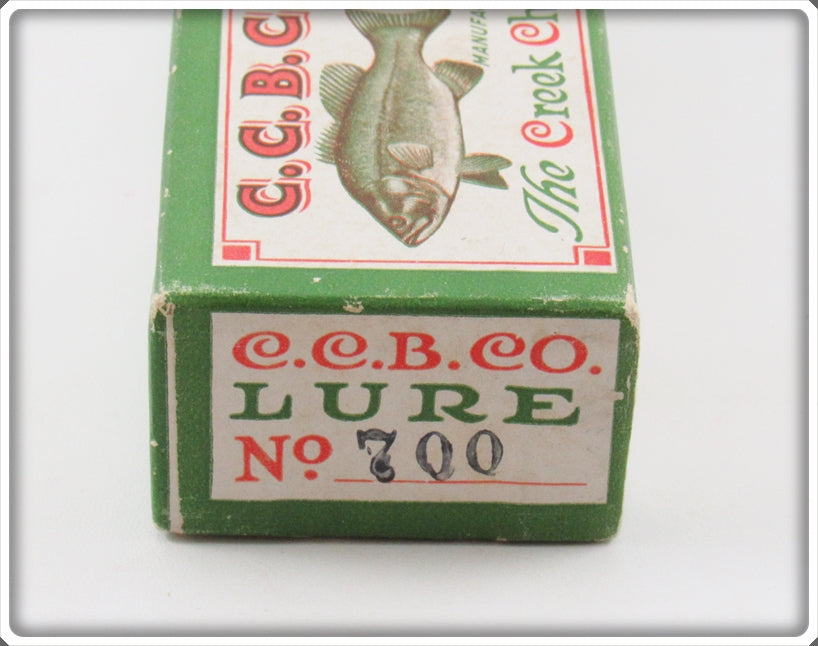 C.C.B.C
MANUFA
The Creek Ch
C.C.B.CO.
LURE
No 700